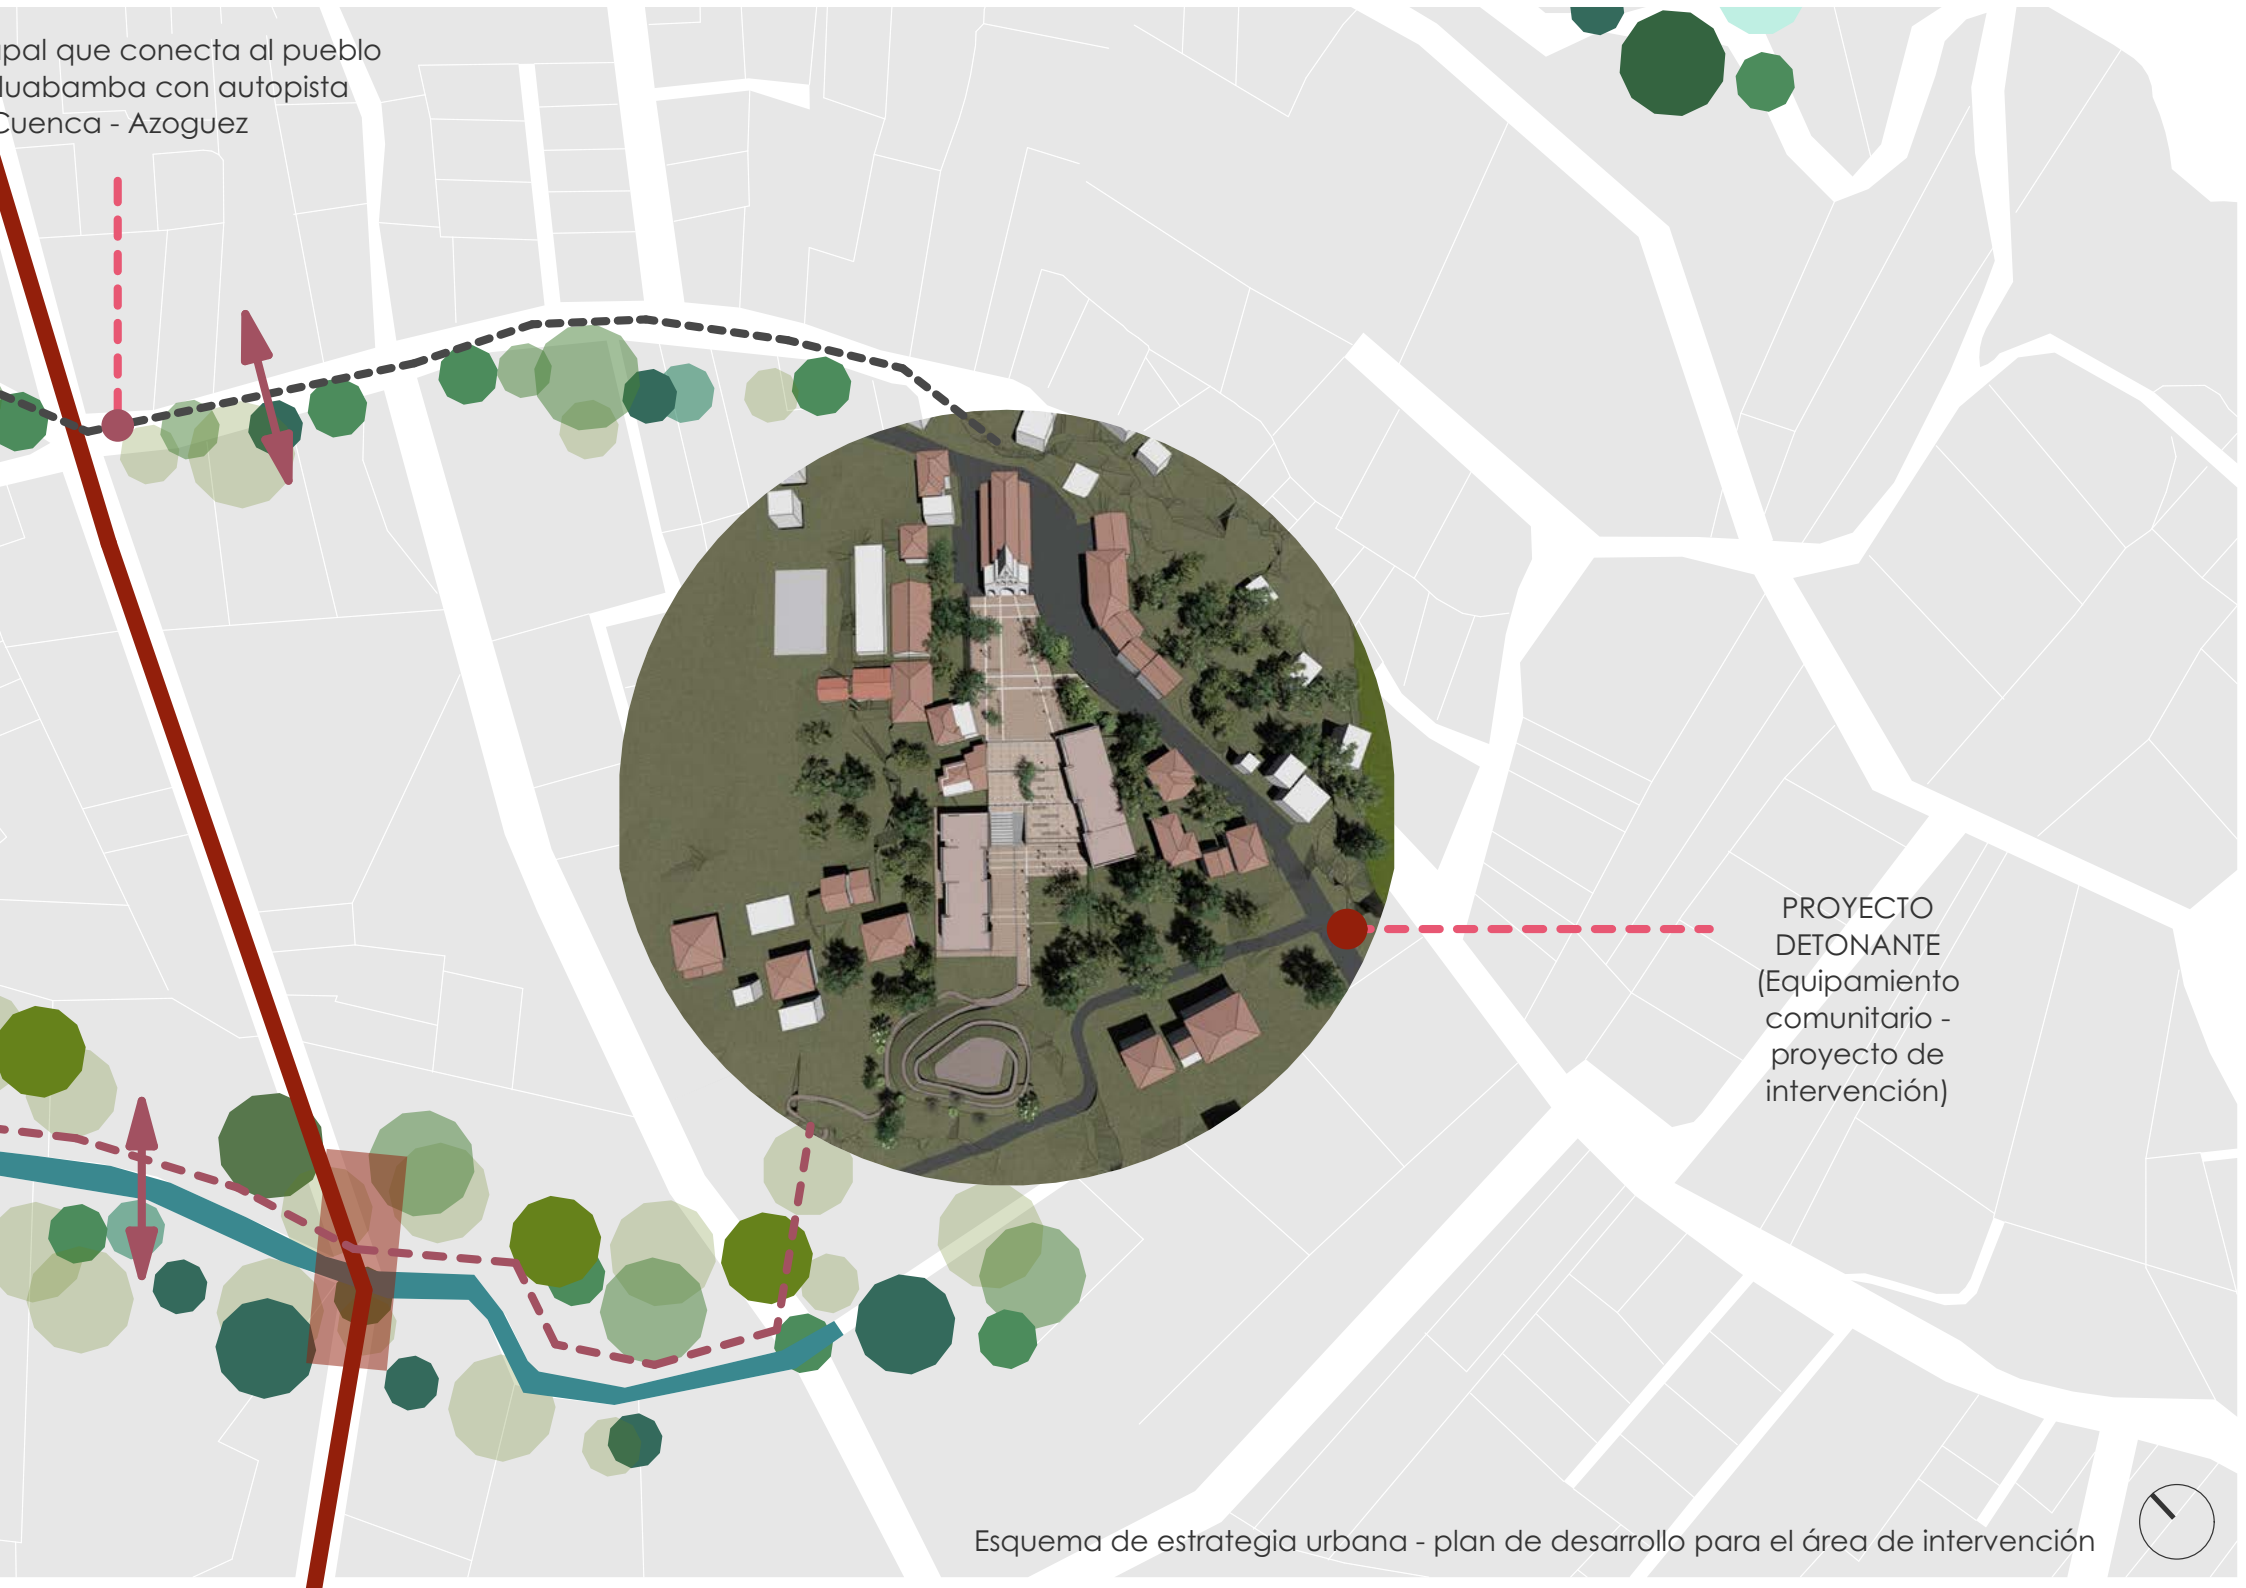 pal que conecta al pueblo
uabamba con autopista
Cuenca - Azoguez
PROYECTO
DETONANTE
(Equipamiento
comunitario -
proyecto de
intervención)
Esquema de estrategia urbana - plan de desarrollo para el área de intervención